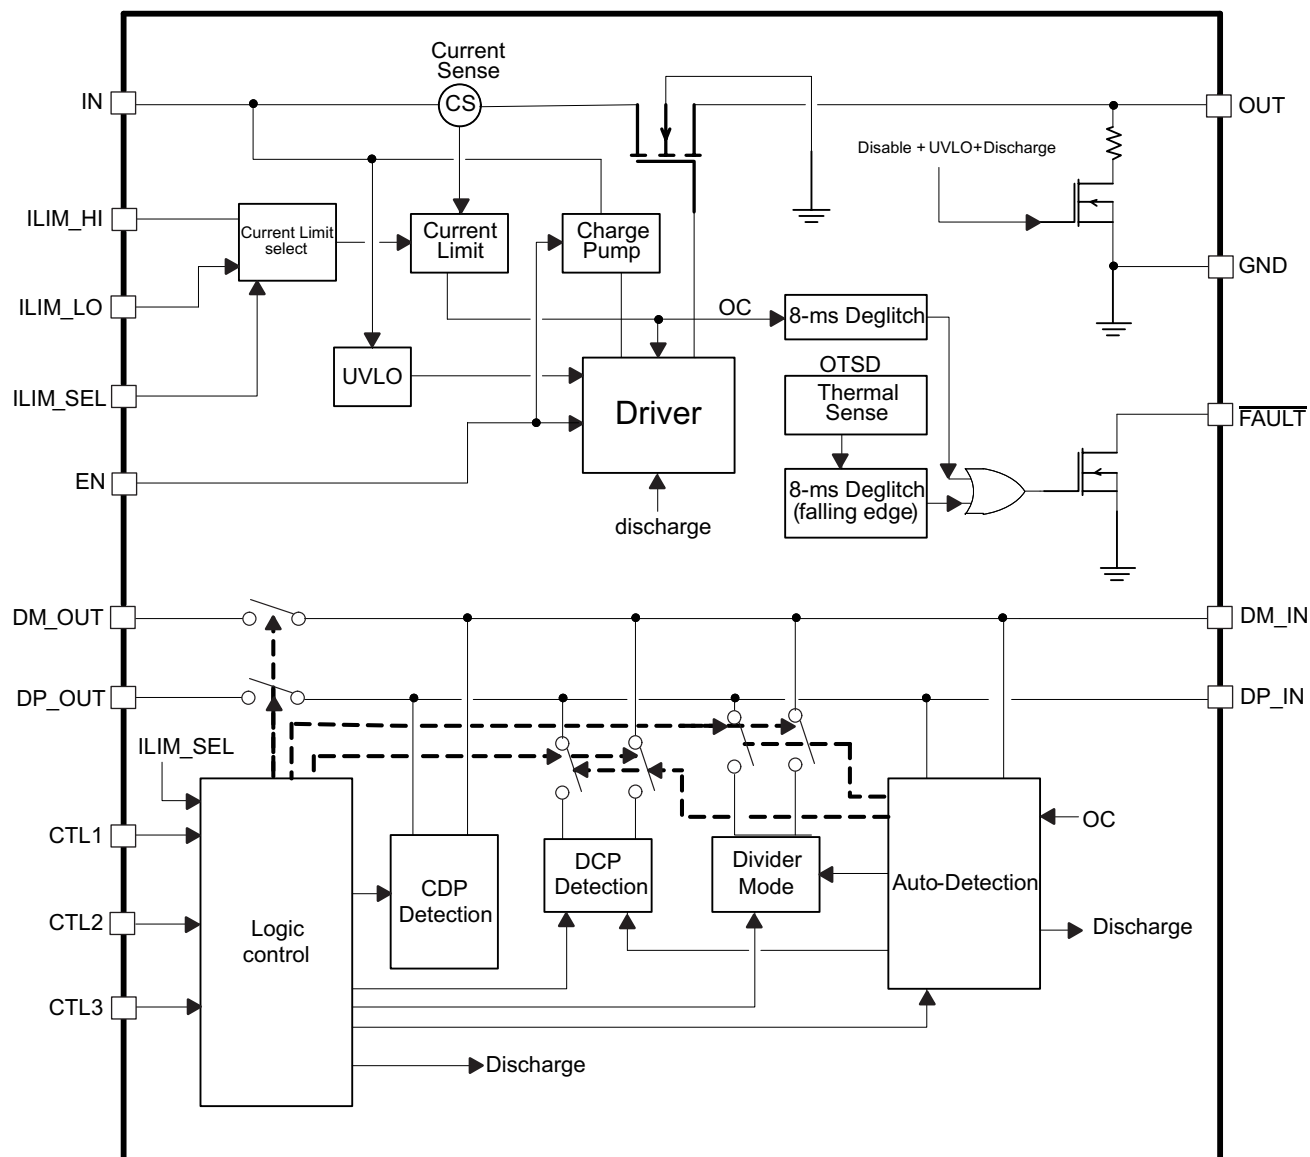 Current
Sense
IN
CS
OUT
Disable + UVLO+Discharge
ILIM_HI
Current Limit
select
Current
Limit
Charge
Pump
GND
ILIM_LO
OC
8-ms Deglitch
UVLO
OTSD
Thermal
Sense
ILIM_SEL
Driver
FAULT
EN
8-ms Deglitch
(falling edge)
discharge
DM_OUT
DM_IN
DP_OUT
DP_IN
ILIM_SEL
CTL1
OC
DCP
Detection
Divider
Mode
Auto-Detection
CDP
Detection
CTL2
Logic
control
Discharge
CTL3
Discharge